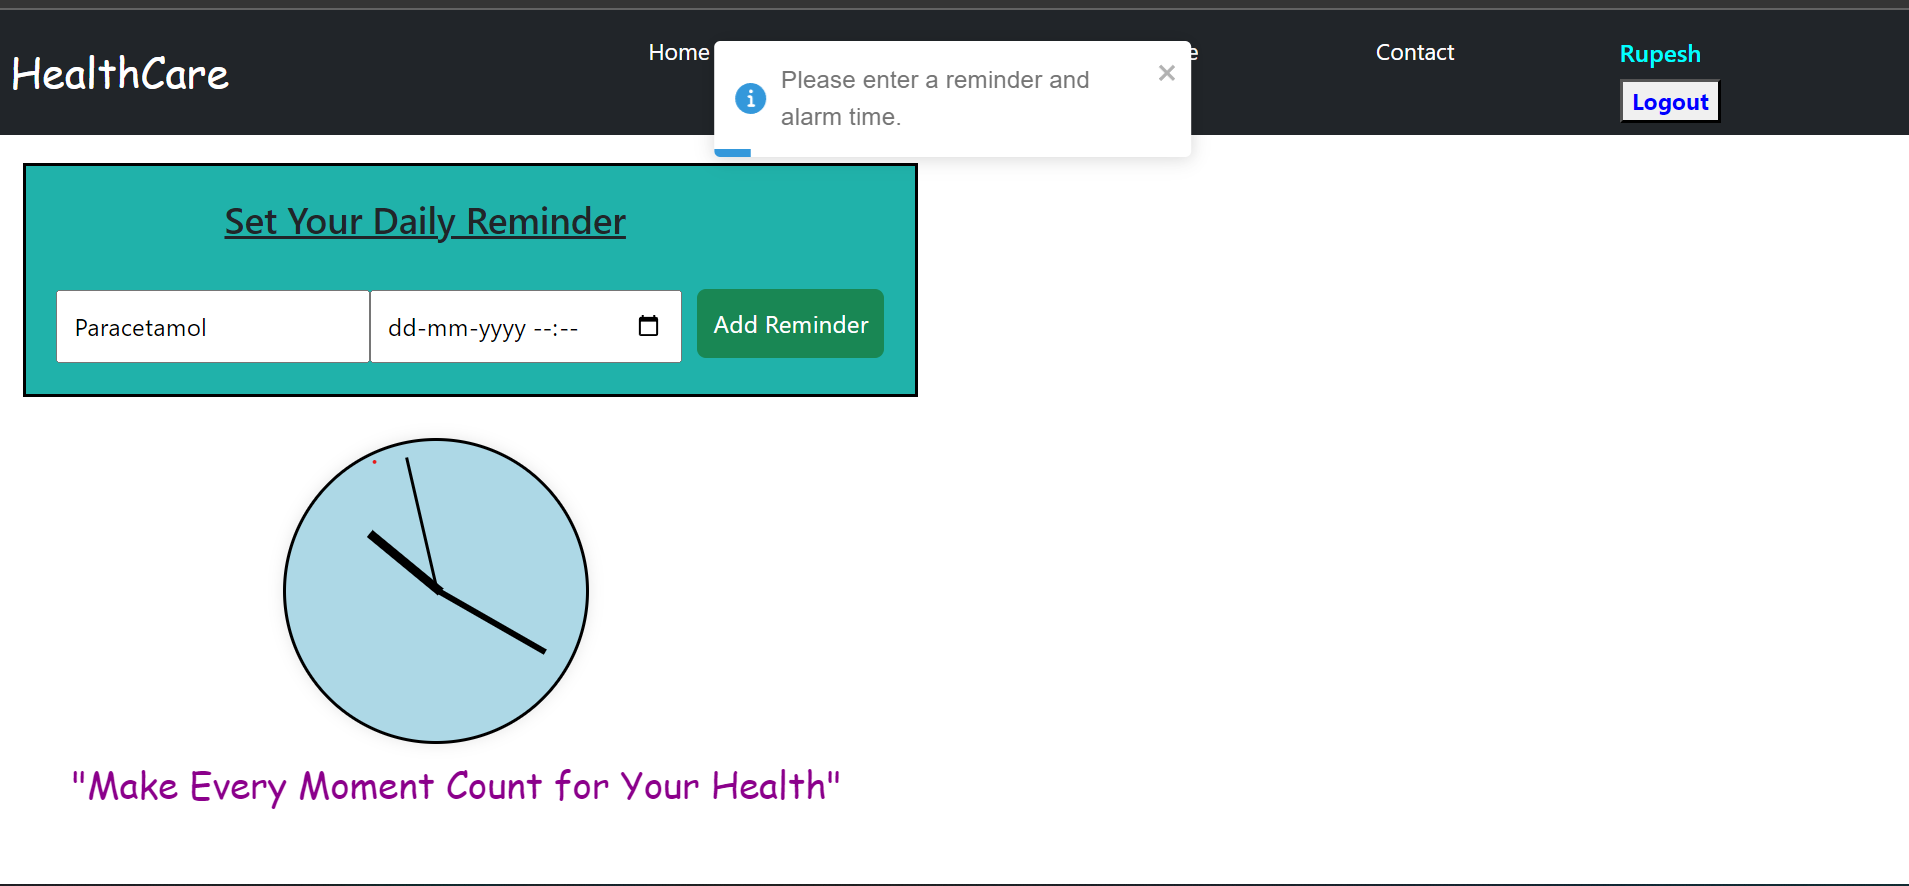 HealthCare
Home
Contact
Rupesh
Logout
Please enter a reminder and
alarm time.
Set Your Daily Reminder
Paracetamol
dd-mm-yyyy --:--
Add Reminder
"Make Every Moment Count for Your Health"